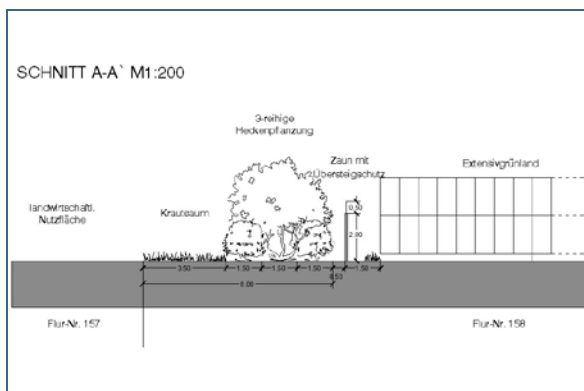 SCHNITT A-A` M1:200
3-reihige
Heckenpflanzung
Zaun mit
Übersteigschutz
Extensivgrünland
landwirtschaftl.
Nutzfläche
Krautsaum
0.50
2.00
3.50 1.50 1.50 1.50 1.50
0.50
8.00
Flur-Nr. 157
Flur-Nr. 158